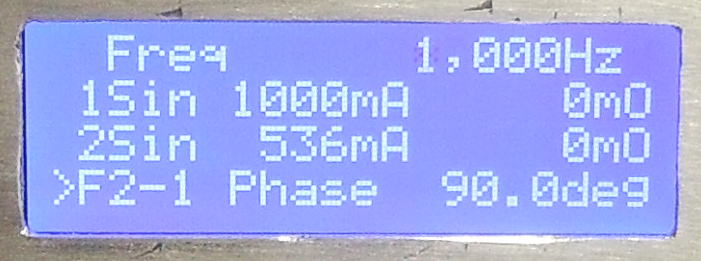 Freq 1,000Hz
1Sin 1000mA 0mO
2Sin 536mA 0mO
>F2-1 Phase 90.0deg